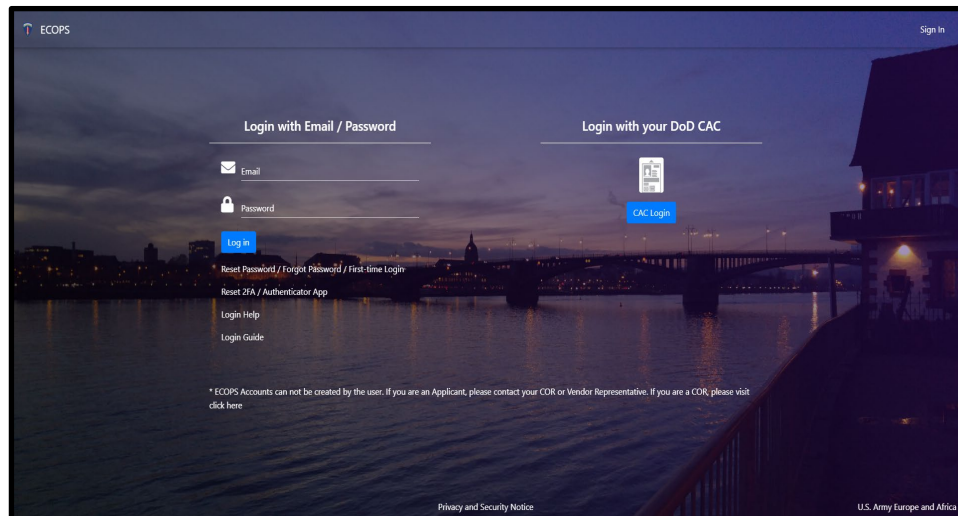 ECOPS
Sign In
Login with Email / Password
Login with your DoD CAC
Email
Password
CAC Login
Log in
Reset Password / Forgot Password / First-time Login
Reset 2FA / Authenticator App
Login Help
Login Guide
* ECOPS Accounts can not be created by the user. If you are an Applicant, please contact your COR or Vendor Representative. If you are a COR, please visit
click here
Privacy and Security Notice
U.S. Army Europe and Africa